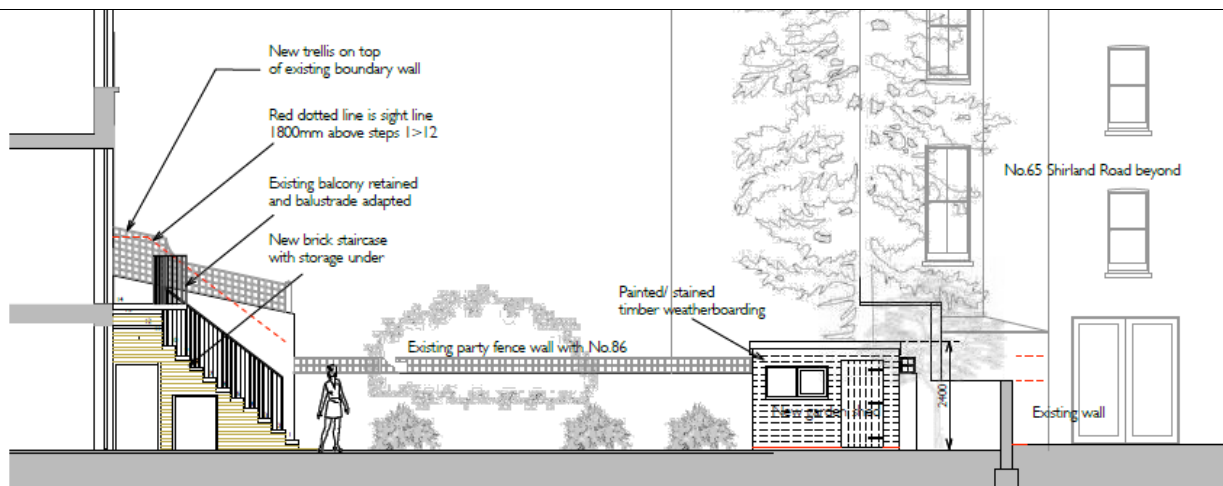 New trellis on top
of existing boundary wall
Red dotted line is sight line
1800mm above steps 1>12
Existing balcony retained
and balustrade adapted
New brick staircase
with storage under
No.65 Shirland Road beyond
Painted/ stained
timber weatherboarding
Existing party fence wall with No.86
New garden shed
2400
Existing wall